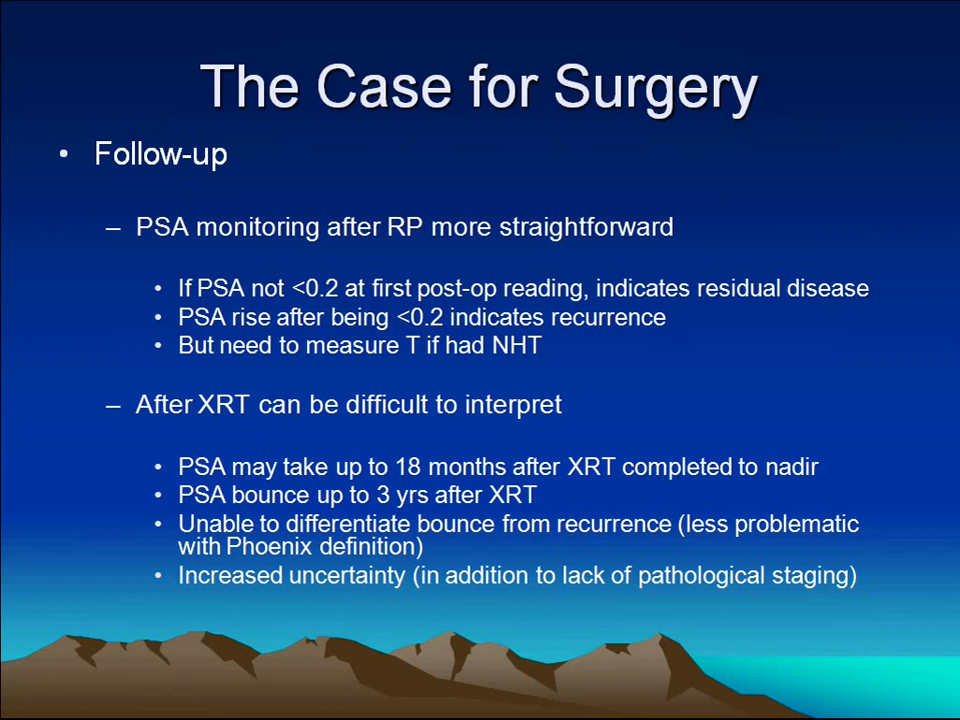 The Case for Surgery
• Follow-up
– PSA monitoring after RP more straightforward
• If PSA not <0.2 at first post-op reading, indicates residual disease
• PSA rise after being <0.2 indicates recurrence
• But need to measure T if had NHT
– After XRT can be difficult to interpret
• PSA may take up to 18 months after XRT completed to nadir
• PSA bounce up to 3 yrs after XRT
• Unable to differentiate bounce from recurrence (less problematic
with Phoenix definition)
• Increased uncertainty (in addition to lack of pathological staging)